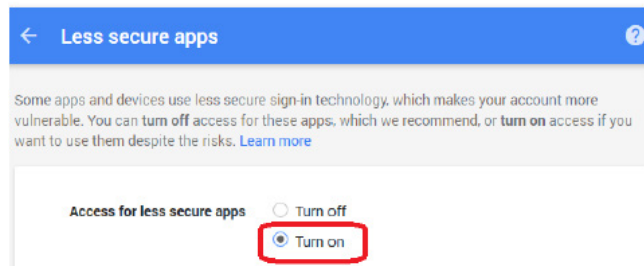 Less secure apps
Some apps and devices use less secure sign-in technology, which makes your account more
vulnerable. You can turn off access for these apps, which we recommend, or turn on access if you
want to use them despite the risks. Learn more
Access for less secure apps
Turn off
Turn on